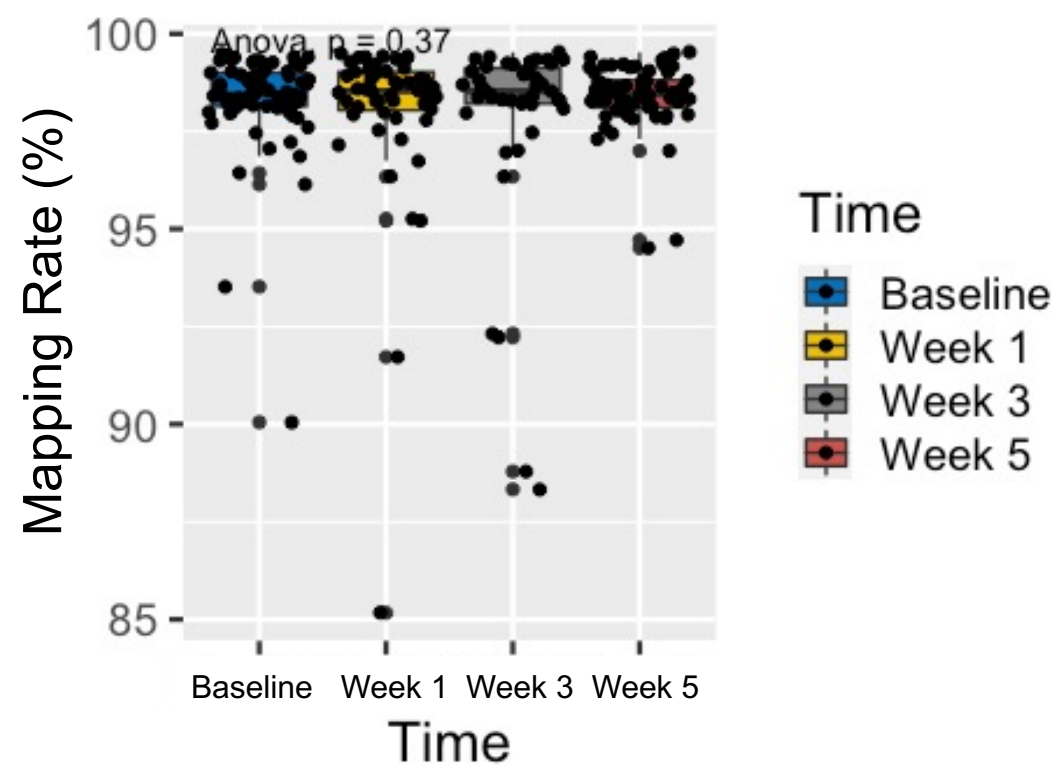 Mapping Rate (%)
100
95
90
85
Anova, p = 0.37
Baseline Week 1 Week 3 Week 5
Time
Time
Baseline
Week 1
Week 3
Week 5